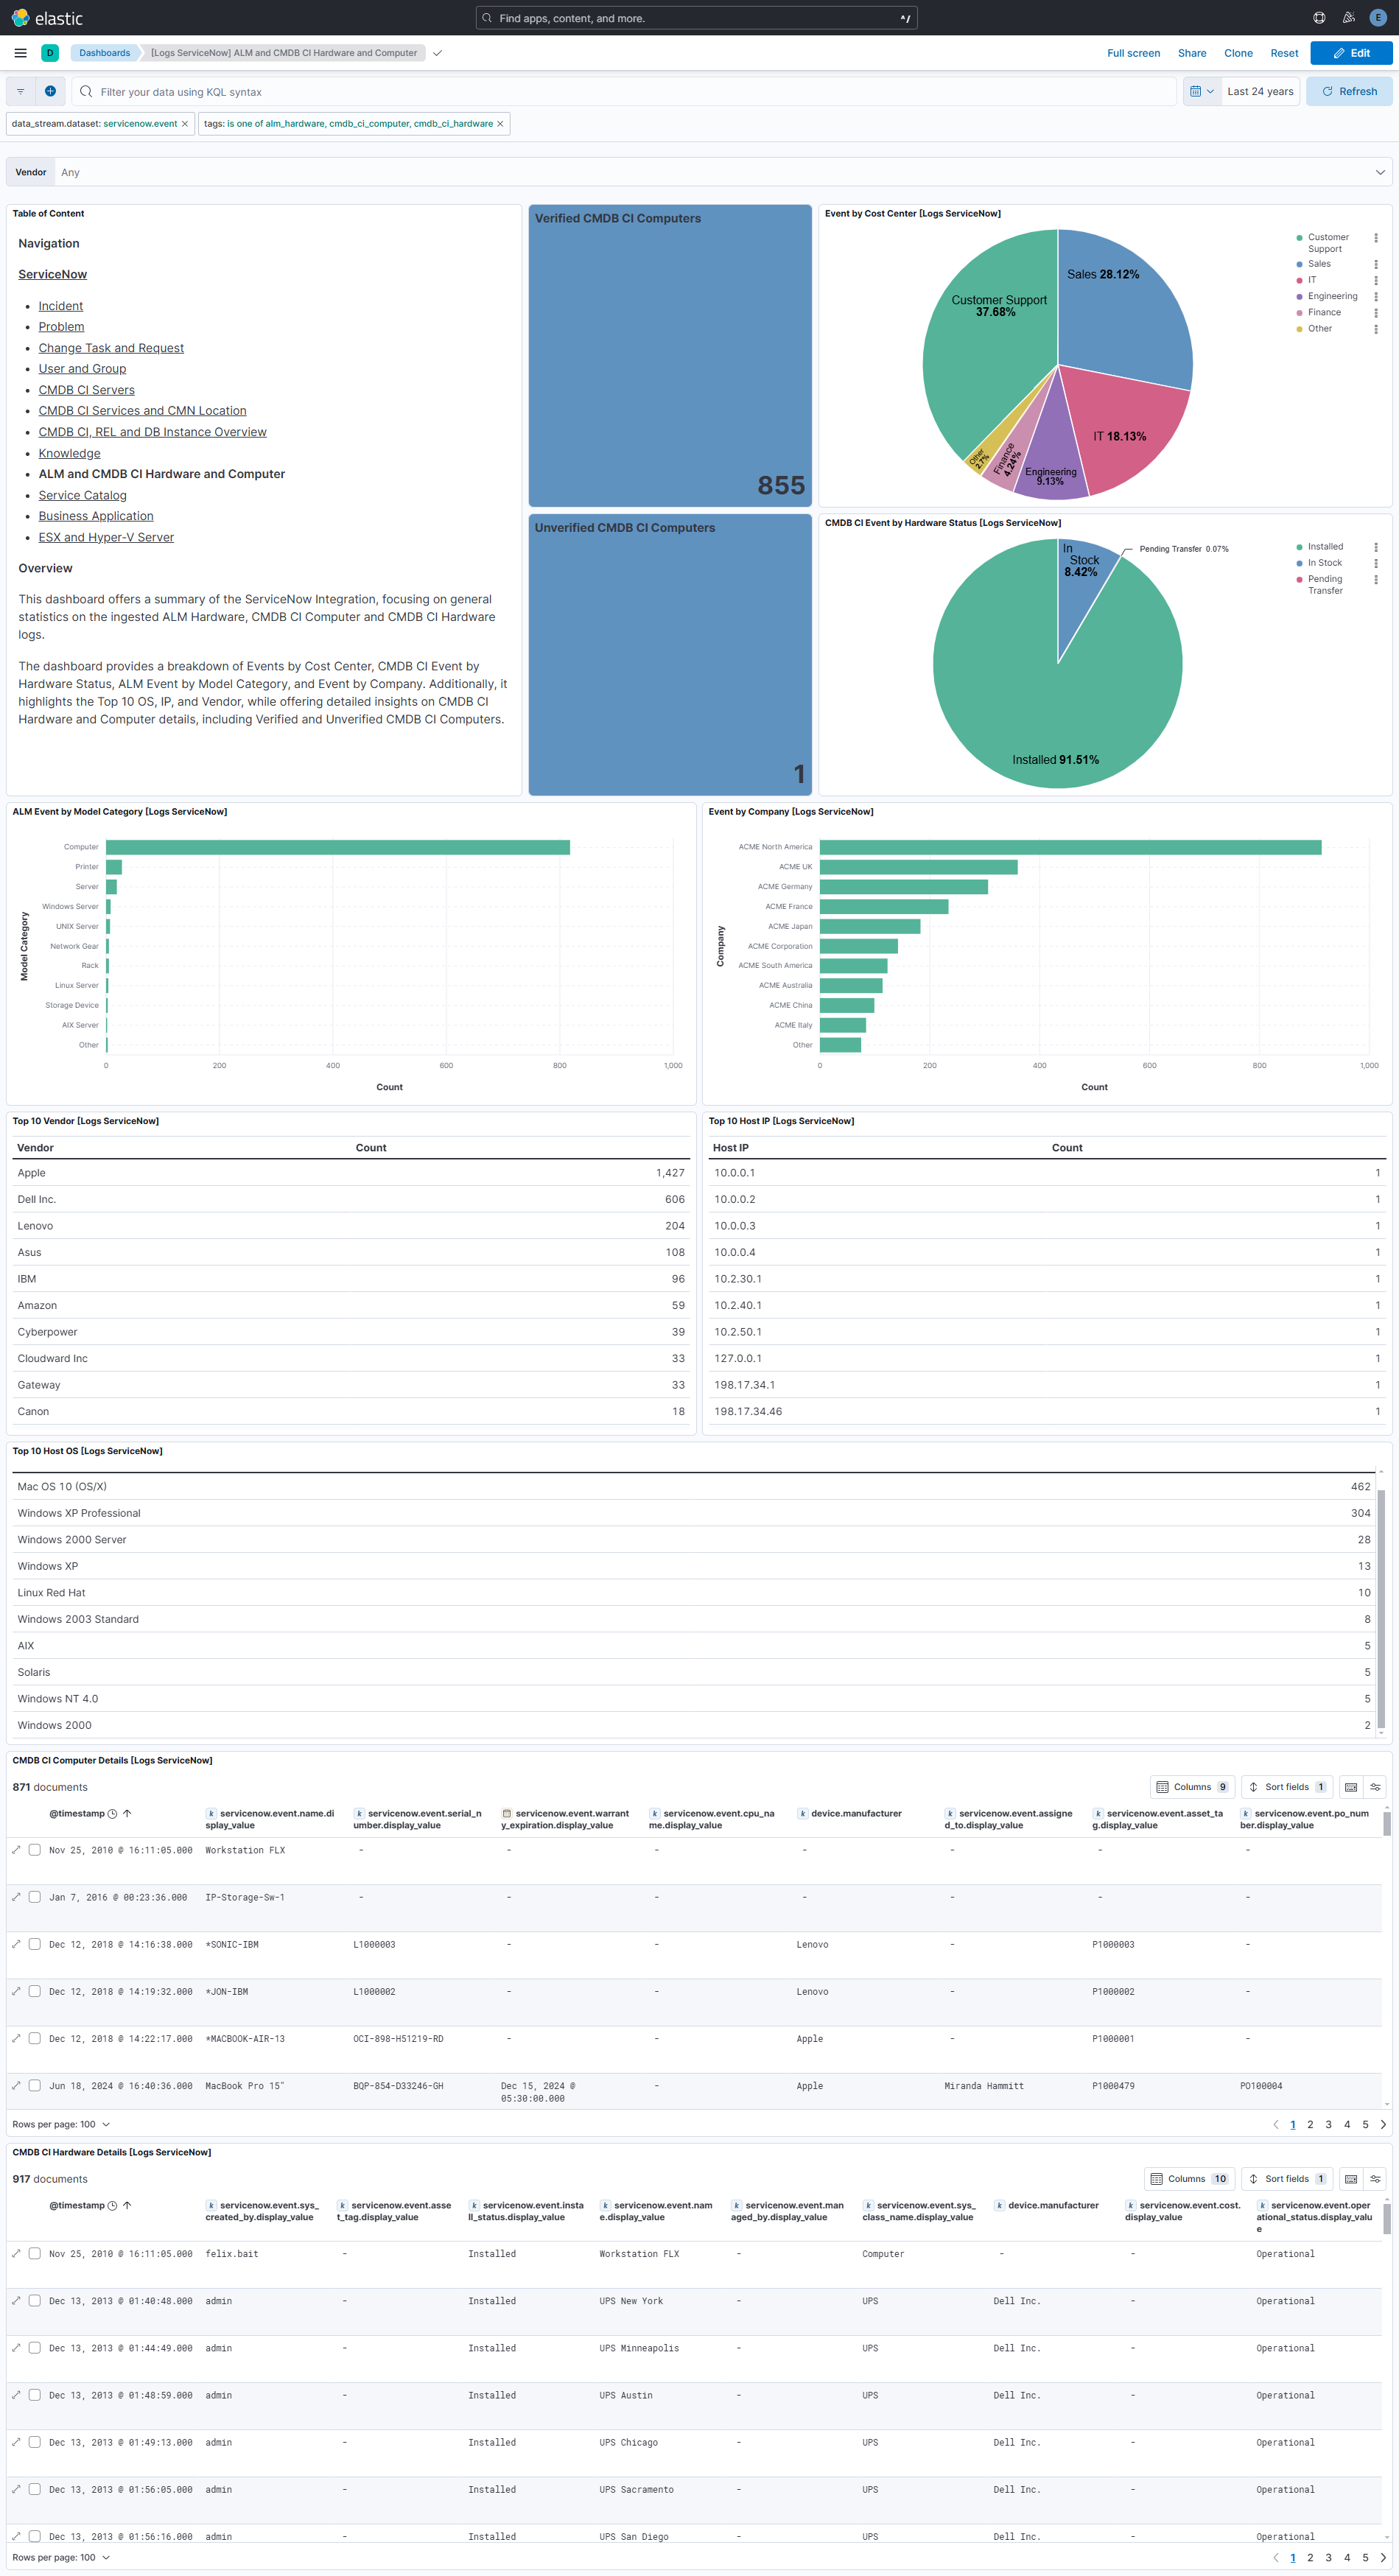 elastic
Find apps, content, and more.
^/
E
D
Dashboards
[Logs ServiceNow] ALM and CMDB CI Hardware and Computer
Full screen
Share
Clone
Reset
Edit
Filter your data using KQL syntax
Last 24 years
Refresh
data_stream.dataset: servicenow.event
tags: is one of alm_hardware, cmdb_ci_computer, cmdb_ci_hardware
Vendor
Any
Table of Content
Navigation
ServiceNow
Incident
Problem
Change Task and Request
User and Group
CMDB CI Servers
CMDB CI Services and CMN Location
CMDB CI, REL and DB Instance Overview
Knowledge
ALM and CMDB CI Hardware and Computer
Service Catalog
Business Application
ESX and Hyper-V Server
Overview
This dashboard offers a summary of the ServiceNow Integration, focusing on general
statistics on the ingested ALM Hardware, CMDB CI Computer and CMDB CI Hardware
logs.
The dashboard provides a breakdown of Events by Cost Center, CMDB CI Event by
Hardware Status, ALM Event by Model Category, and Event by Company. Additionally, it
highlights the Top 10 OS, IP, and Vendor, while offering detailed insights on CMDB CI
Hardware and Computer details, including Verified and Unverified CMDB CI Computers.
Verified CMDB CI Computers
855
Unverified CMDB CI Computers
1
Event by Cost Center [Logs ServiceNow]
Sales 28.12%
Customer Support
37.68%
IT 18.13%
Engineering
9.13%
Finance
4.24%
Other
2.7%
Customer
Support
Sales
IT
Engineering
Finance
Other
CMDB CI Event by Hardware Status [Logs ServiceNow]
In
Stock
8.42%
Pending Transfer 0.07%
Installed 91.51%
Installed
In Stock
Pending
Transfer
ALM Event by Model Category [Logs ServiceNow]
Model Category
Computer
Printer
Server
Windows Server
UNIX Server
Network Gear
Rack
Linux Server
Storage Device
AIX Server
Other
0 200 400 600 800 1,000
Count
Event by Company [Logs ServiceNow]
Company
ACME North America
ACME UK
ACME Germany
ACME France
ACME Japan
ACME Corporation
ACME South America
ACME Australia
ACME China
ACME Italy
Other
0 200 400 600 800 1,000
Count
Top 10 Vendor [Logs ServiceNow]
Vendor Count
Apple 1,427
Dell Inc. 606
Lenovo 204
Asus 108
IBM 96
Amazon 59
Cyberpower 39
Cloudward Inc 33
Gateway 33
Canon 18
Top 10 Host IP [Logs ServiceNow]
Host IP Count
10.0.0.1 1
10.0.0.2 1
10.0.0.3 1
10.0.0.4 1
10.2.30.1 1
10.2.40.1 1
10.2.50.1 1
127.0.0.1 1
198.17.34.1 1
198.17.34.46 1
Top 10 Host OS [Logs ServiceNow]
Mac OS 10 (OS/X) 462
Windows XP Professional 304
Windows 2000 Server 28
Windows XP 13
Linux Red Hat 10
Windows 2003 Standard 8
AIX 5
Solaris 5
Windows NT 4.0 5
Windows 2000 2
CMDB CI Computer Details [Logs ServiceNow]
871 documents
Columns 9 Sort fields 1
@timestamp k servicenow.event.name.di k servicenow.event.serial_n servicenow.event.warrant k servicenow.event.cpu_na k device.manufacturer k servicenow.event.assigne k servicenow.event.asset_ta k servicenow.event.po_num
splay_value umber.display_value y_expiration.display_value me.display_value d_to.display_value g.display_value ber.display_value
Nov 25, 2010 @ 16:11:05.000 Workstation FLX - - - - - - -
Jan 7, 2016 @ 00:23:36.000 IP-Storage-Sw-1 - - - - - - -
Dec 12, 2018 @ 14:16:38.000 *SONIC-IBM L1000003 - - Lenovo - P1000003 -
Dec 12, 2018 @ 14:19:32.000 *JON-IBM L1000002 - - Lenovo - P1000002 -
Dec 12, 2018 @ 14:22:17.000 *MACBOOK-AIR-13 OCI-898-H51219-RD - - Apple - P1000001 -
Jun 18, 2024 @ 16:40:36.000 MacBook Pro 15" BQP-854-D33246-GH Dec 15, 2024 @ - Apple Miranda Hammitt P1000479 PO100004
05:30:00.000
Rows per page: 100
1 2 3 4 5
CMDB CI Hardware Details [Logs ServiceNow]
917 documents
Columns 10 Sort fields 1
@timestamp k servicenow.event.sys_ k servicenow.event.asse k servicenow.event.insta k servicenow.event.nam k servicenow.event.man k servicenow.event.sys_ k device.manufacturer k servicenow.event.cost. k servicenow.event.oper
created_by.display_value t_tag.display_value ll_status.display_value e.display_value aged_by.display_value class_name.display_value display_value ational_status.display_valu
e
Nov 25, 2010 @ 16:11:05.000 felix.bait - Installed Workstation FLX - Computer - - Operational
Dec 13, 2013 @ 01:40:48.000 admin - Installed UPS New York - UPS Dell Inc. - Operational
Dec 13, 2013 @ 01:44:49.000 admin - Installed UPS Minneapolis - UPS Dell Inc. - Operational
Dec 13, 2013 @ 01:48:59.000 admin - Installed UPS Austin - UPS Dell Inc. - Operational
Dec 13, 2013 @ 01:49:13.000 admin - Installed UPS Chicago - UPS Dell Inc. - Operational
Dec 13, 2013 @ 01:56:05.000 admin - Installed UPS Sacramento - UPS Dell Inc. - Operational
Dec 13, 2013 @ 01:56:16.000 admin - Installed UPS San Diego - UPS Dell Inc. - Operational
Rows per page: 100
1 2 3 4 5